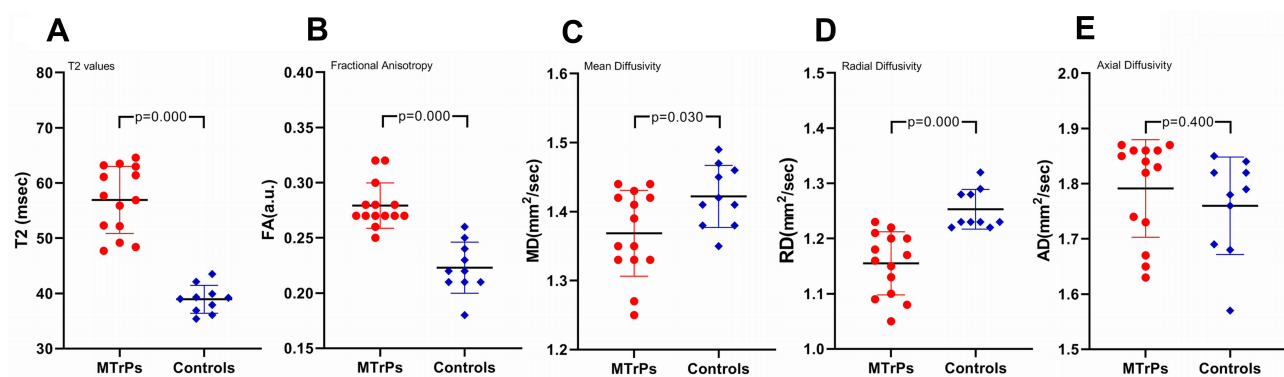 A
T2 values
80
70
60
50
40
30
T2 (msec)
p=0.000
MTrPs Controls
B
Fractional Anisotropy
0.40
0.35
0.30
0.25
0.20
0.15
FA(a.u.)
p=0.000
MTrPs Controls
C
Mean Diffusivity
1.6
1.5
1.4
1.3
1.2
MD(mm²/sec)
p=0.030
MTrPs Controls
D
Radial Diffusivity
1.5
1.4
1.3
1.2
1.1
1.0
RD(mm²/sec)
p=0.000
MTrPs Controls
E
Axial Diffusivity
2.0
1.9
1.8
1.7
1.6
1.5
AD(mm²/sec)
p=0.400
MTrPs Controls